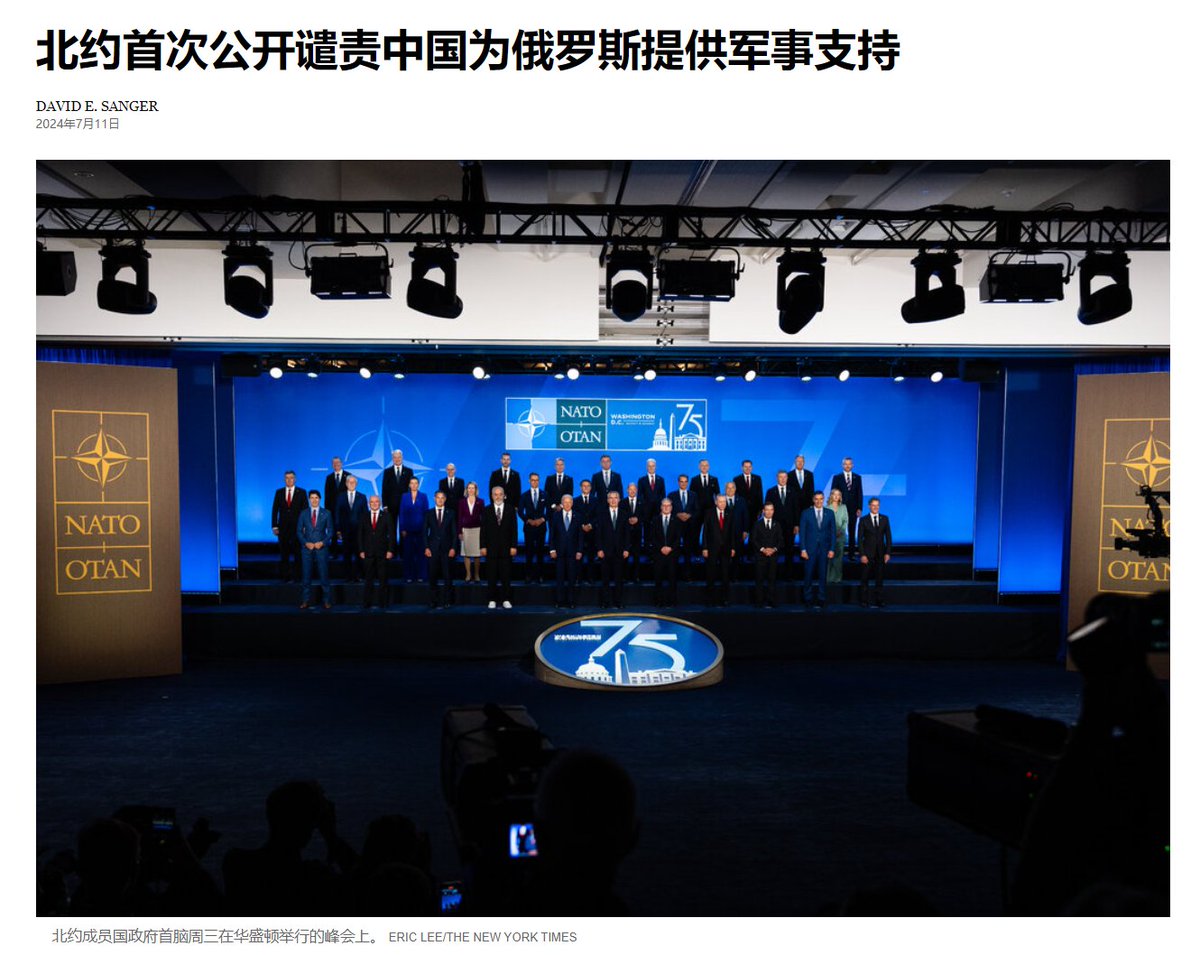 北约首次公开谴责中国为俄罗斯提供军事支持
DAVID E. SANGER
2024年7月11日
NATO
OTAN
WASHINGTON
D.C.
75
NATO
OTAN
OTAN
75
北约成员国政府首脑周三在华盛顿举行的峰会上。 ERIC LEE/THE NEW YORK TIMES